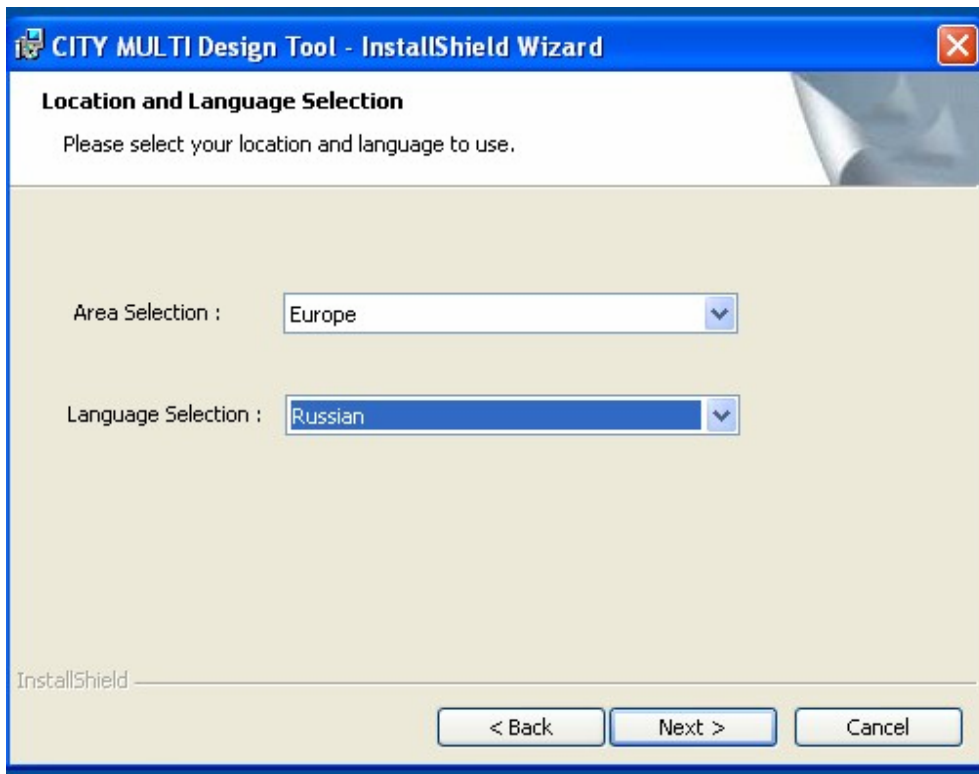 CITY MULTI Design Tool - InstallShield Wizard
Location and Language Selection
Please select your location and language to use.
Area Selection :
Europe
Language Selection :
Russian
InstallShield
< Back
Next >
Cancel